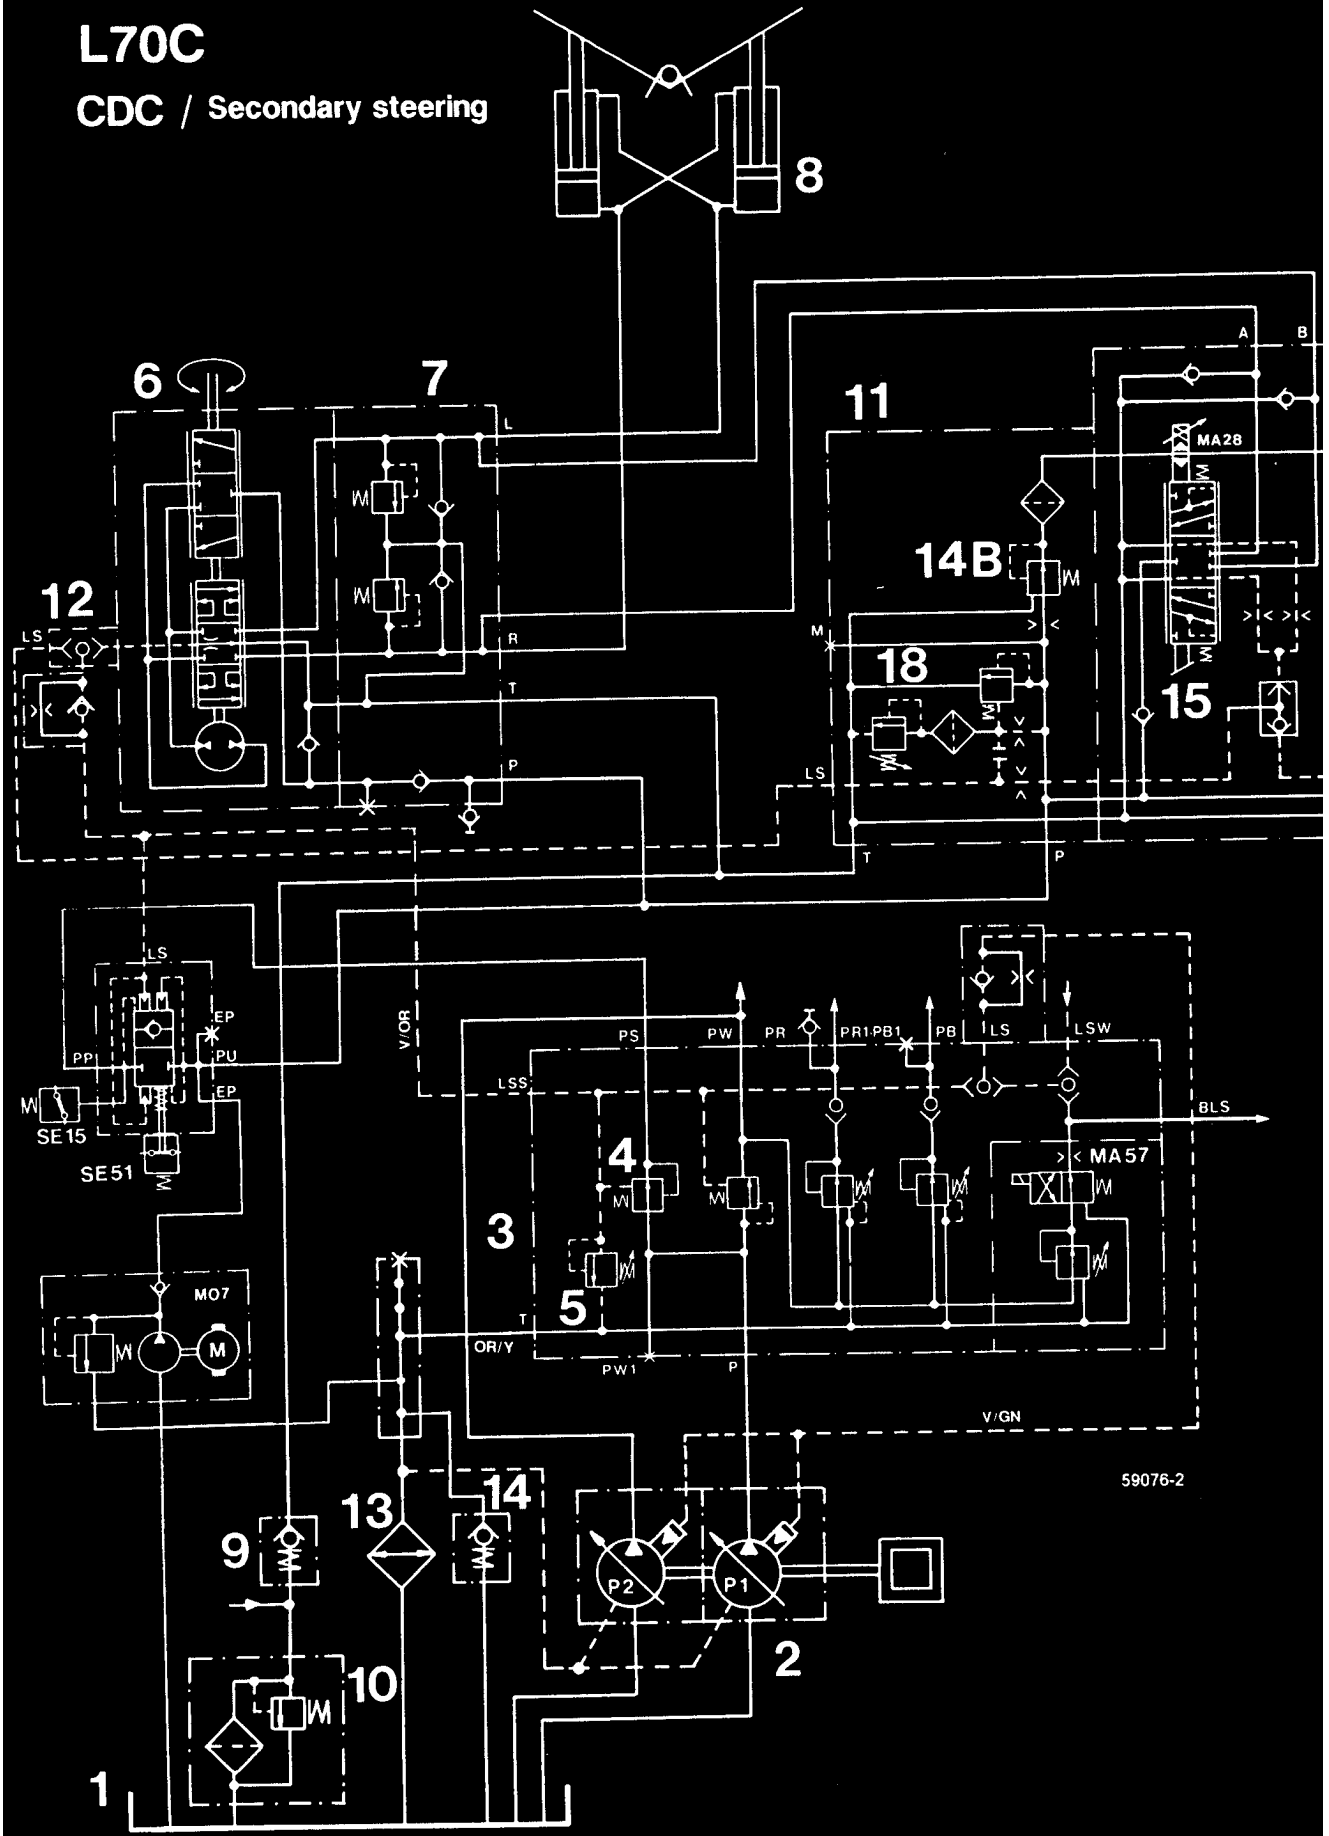 L70C
CDC / Secondary steering
8
A B
6
7
11
L
MA28
14B
12
LS
R
M
18
T
15
P
LS
T
P
LS
EP
V/OR
PS
PW
PR
PR1
PB1
PB
LS
LSW
PP
PU
LSS
EP
BLS
SE15
SE51
4
MA57
3
MO7
5
T
OR/Y
M
PW1
P
V/GN
59076-2
13
14
9
P2
P1
2
10
1